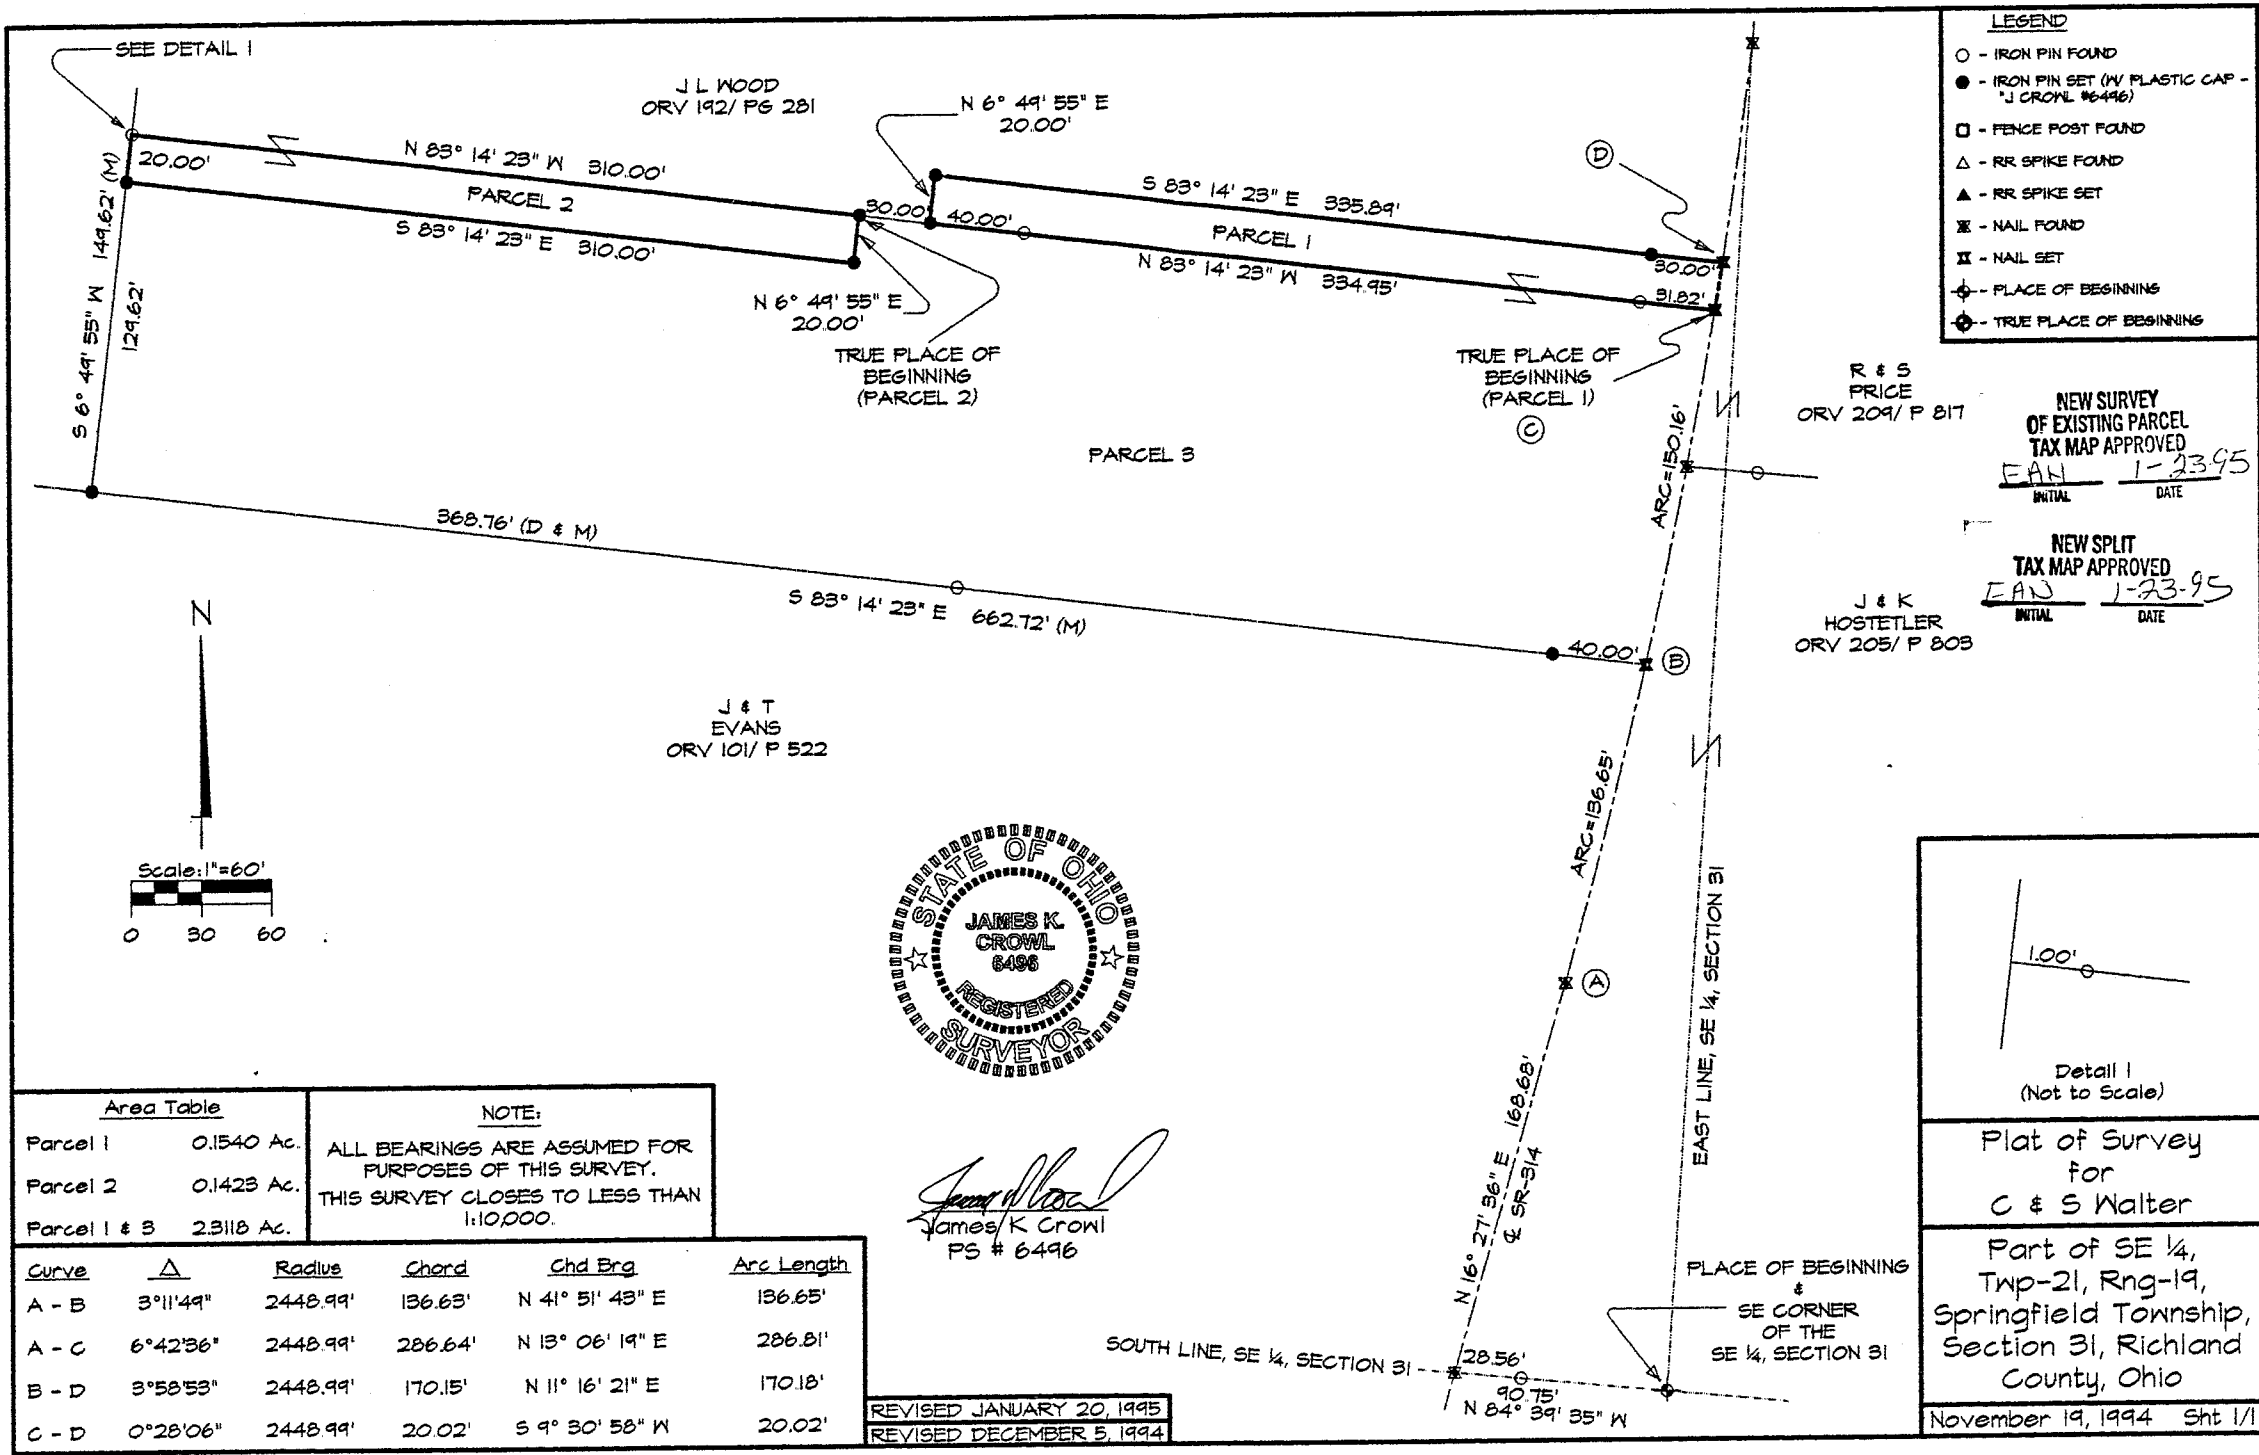 SEE DETAIL 1
J L WOOD
ORV 192/ PG 281
N 6° 49' 55" E
20.00'
20.00'
N 83° 14' 23" W 310.00'
PARCEL 2
S 83° 14' 23" E 310.00'
30.00'
40.00'
S 83° 14' 23" E 335.89'
PARCEL 1
N 83° 14' 23" W 334.95'
D
30.00'
31.82'
N 6° 49' 55" E
20.00'
TRUE PLACE OF
BEGINNING
(PARCEL 2)
TRUE PLACE OF
BEGINNING
(PARCEL 1)
C
S 6° 49' 55" W 149.62' (M)
129.62'
PARCEL 3
368.76' (D & M)
S 83° 14' 23" E 662.72' (M)
40.00'
B
ARC=150.16'
ARC=136.65'
A
N 16° 27' 36" E 168.68'
℄ SR-314
EAST LINE, SE 1/4, SECTION 31
R & S
PRICE
ORV 209/ P 817
J & K
HOSTETLER
ORV 205/ P 803
J & T
EVANS
ORV 101/ P 522
LEGEND
- IRON PIN FOUND
- IRON PIN SET (W/ PLASTIC CAP -
"J CROWL #6496)
- FENCE POST FOUND
- RR SPIKE FOUND
- RR SPIKE SET
- NAIL FOUND
- NAIL SET
- PLACE OF BEGINNING
- TRUE PLACE OF BEGINNING
NEW SURVEY
OF EXISTING PARCEL
TAX MAP APPROVED
EAN 1-23-95
INITIAL DATE
NEW SPLIT
TAX MAP APPROVED
EAN 1-23-95
INITIAL DATE
N
Scale: 1"=60'
0 30 60
STATE OF OHIO
JAMES K.
CROWL
6496
REGISTERED
SURVEYOR
James K Crowl
PS # 6496
SOUTH LINE, SE 1/4, SECTION 31
28.56'
90.75'
N 84° 39' 35" W
PLACE OF BEGINNING
&
SE CORNER
OF THE
SE 1/4, SECTION 31
1.00'
Detail 1
(Not to Scale)
Plat of Survey
for
C & S Walter
Part of SE 1/4,
Twp-21, Rng-19,
Springfield Township,
Section 31, Richland
County, Ohio
November 19, 1994 Sht 1/1
Area Table
Parcel 1 0.1540 Ac.
Parcel 2 0.1423 Ac.
Parcel 1 & 3 2.3118 Ac.
NOTE:
ALL BEARINGS ARE ASSUMED FOR
PURPOSES OF THIS SURVEY.
THIS SURVEY CLOSES TO LESS THAN
1:10,000.
Curve Δ Radius Chord Chd Brg Arc Length
A - B 3°11'49" 2448.99' 136.63' N 41° 51' 43" E 136.65'
A - C 6°42'36" 2448.99' 286.64' N 13° 06' 19" E 286.81'
B - D 3°58'53" 2448.99' 170.15' N 11° 16' 21" E 170.18'
C - D 0°28'06" 2448.99' 20.02' S 9° 30' 58" W 20.02'
REVISED JANUARY 20, 1995
REVISED DECEMBER 5, 1994